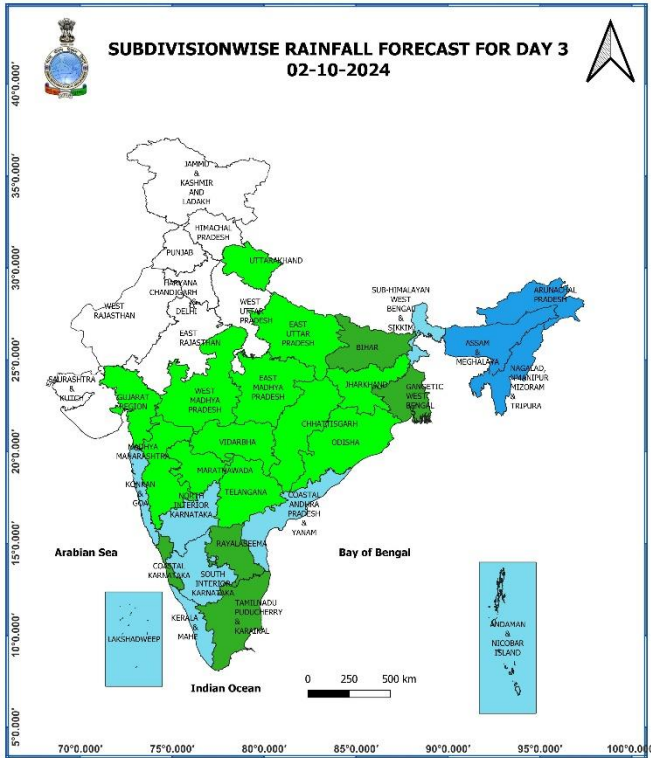 SUBDIVISIONWISE RAINFALL FORECAST FOR DAY 3
02-10-2024
40°0.000'
35°0.000'
30°0.000'
25°0.000'
20°0.000'
15°0.000'
10°0.000'
5°0.000'
JAMMU
&
KASHMIR
AND
LADAKH
HIMACHAL
PRADESH
PUNJAB
UTTARAKHAND
HARYANA
CHANDIGARH
&
DELHI
WEST
RAJASTHAN
EAST
RAJASTHAN
WEST
UTTAR
PRADESH
EAST
UTTAR
PRADESH
SUB-HIMALAYAN
WEST
BENGAL
&
SIKKIM
ARUNACHAL
PRADESH
BIHAR
ASSAM
&
MEGHALAYA
NAGALAD,
MANIPUR
MIZORAM
&
TRIPURA
SAURASHTRA
&
KUTCH
GUJARAT
REGION
WEST
MADHYA
PRADESH
EAST
MADHYA
PRADESH
JHARKHAND
GANGETIC
WEST
BENGAL
CHHATTISGARH
ODISHA
MADHYA
MAHARASHTRA
VIDARBHA
MARATHAWADA
KONKAN
&
GOA
NORTH
INTERIOR
KARNATAKA
TELANGANA
COASTAL
ANDHRA
PRADESH
&
YANAM
RAYALASEEMA
Arabian Sea
Bay of Bengal
COASTAL
KARNATAKA
SOUTH
INTERIOR
KARNATAKA
TAMILNADU
PUDUCHERRY
&
KARAIKAL
KERALA
&
MAHE
LAKSHADWEEP
ANDAMAN
&
NICOBAR
ISLAND
Indian Ocean
0 250 500 km
70°0.000' 75°0.000' 80°0.000' 85°0.000' 90°0.000' 95°0.000' 100°0.000'